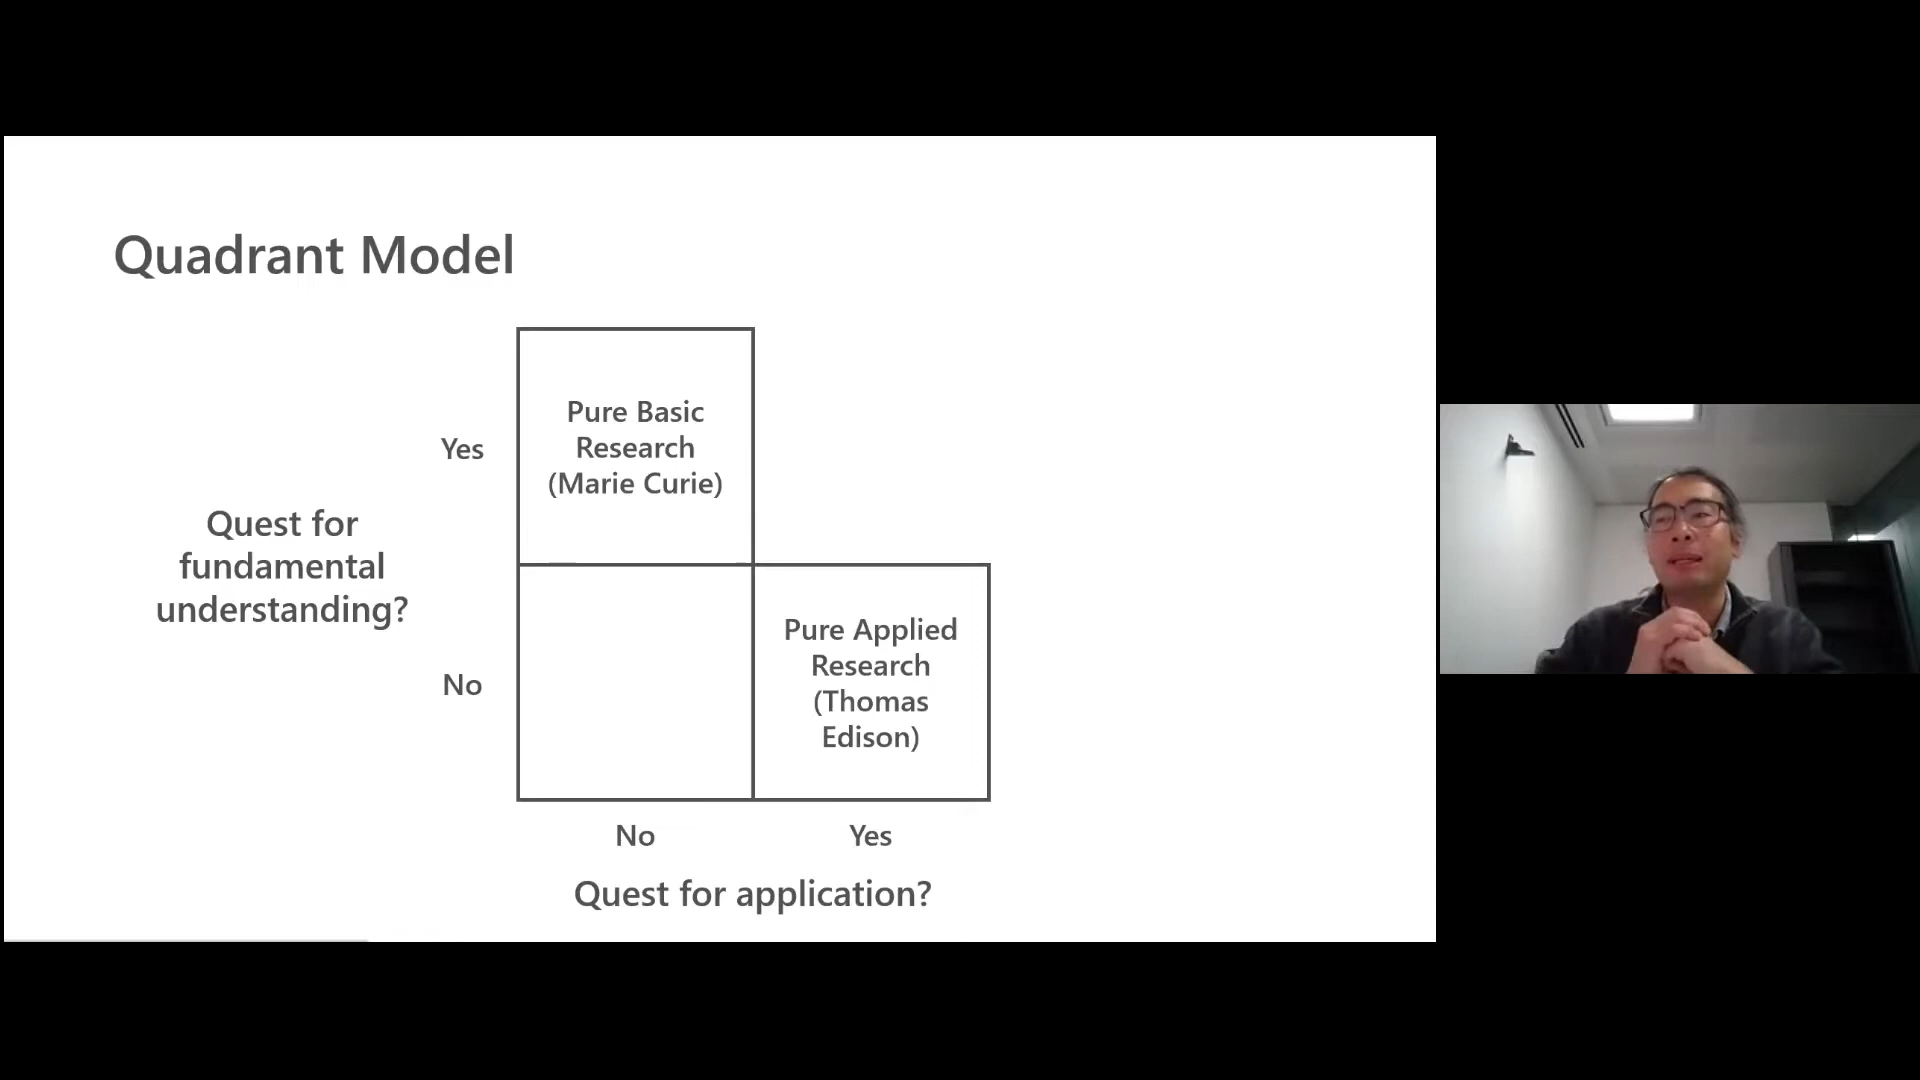 Quadrant Model
Pure Basic
Research
(Marie Curie)
Yes
Quest for
fundamental
understanding?
Pure Applied
Research
(Thomas
Edison)
No
No
Yes
Quest for application?